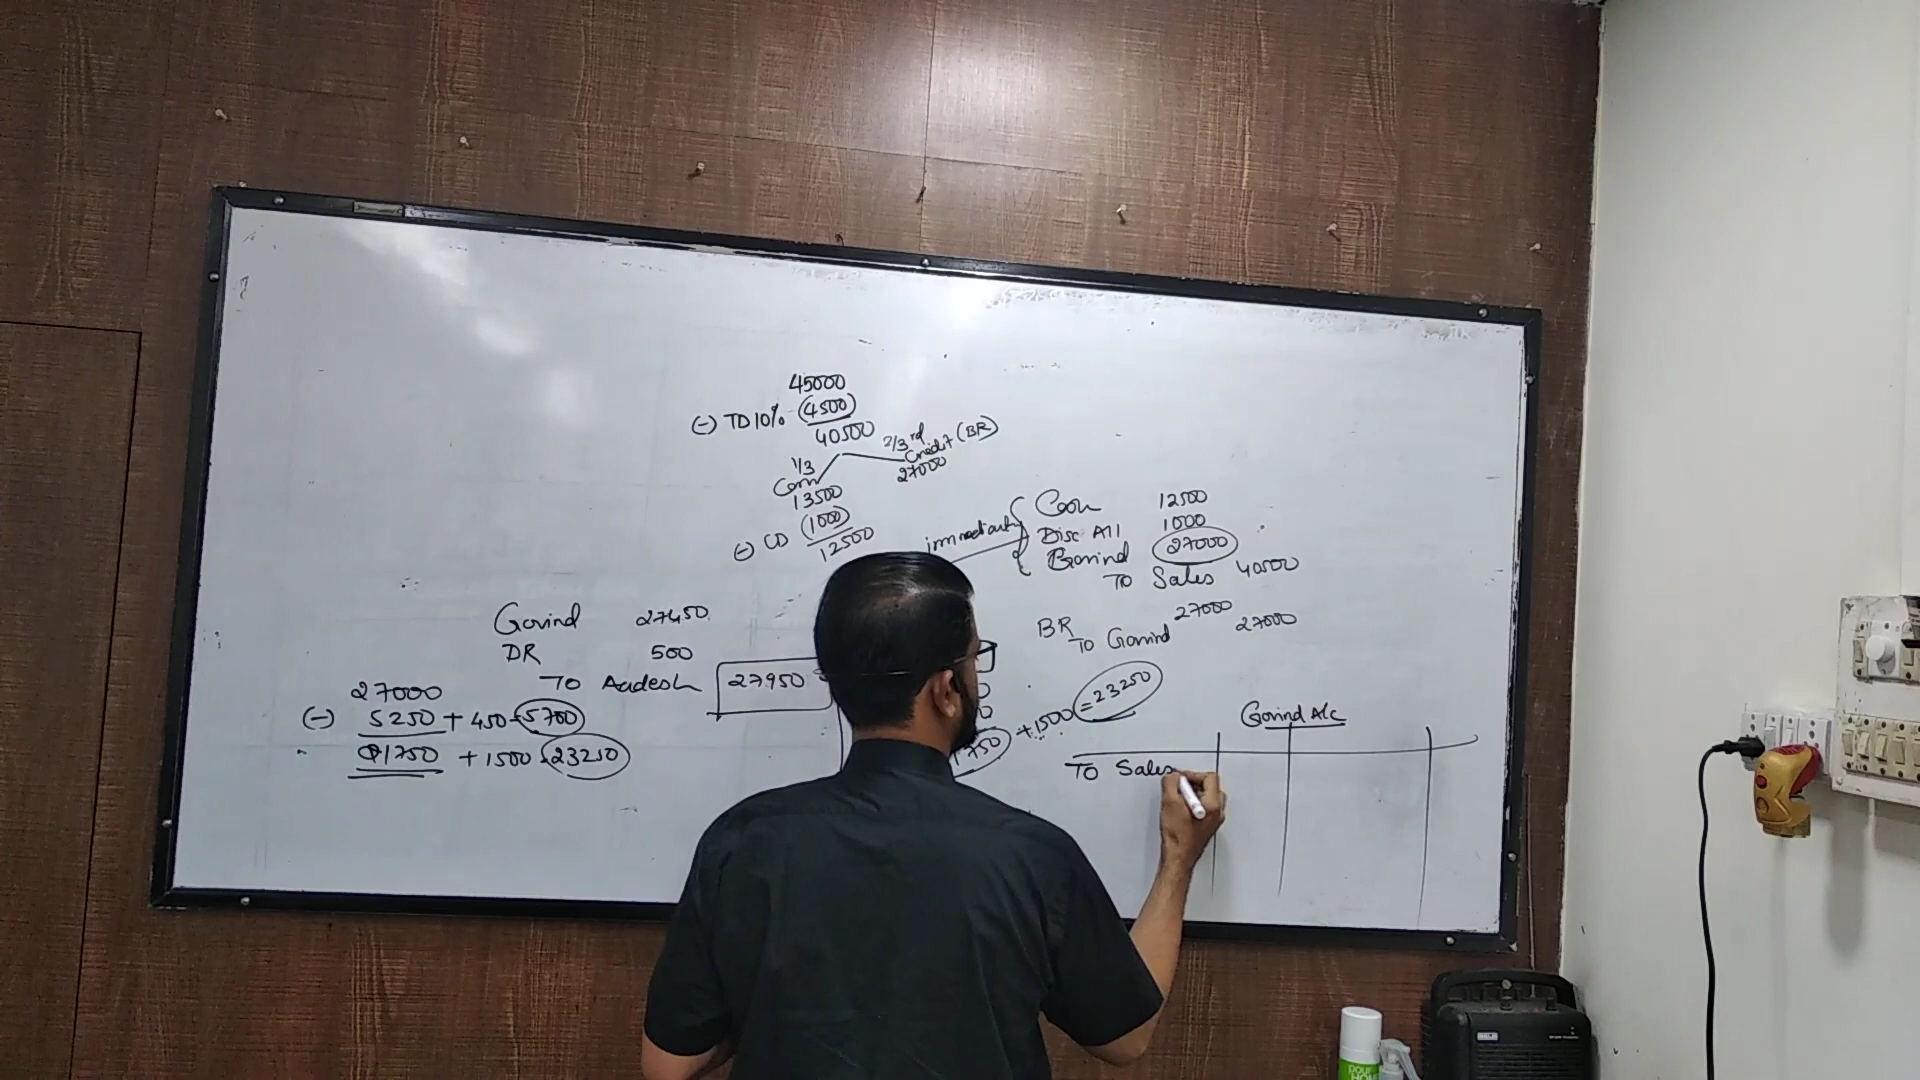 45000
(-) TD 10% (4500)
40500
1/3
Cash
13500
2/3rd
Credit (BR)
27000
(-) CD (1000)
12500
immediately
Cash 12500
Disc All 1000
Govind 27000
To Sales 40500
BR 27000
To Govind 27000
Govind 27450
DR 500
To Aadesh 27950
27000
(-) 5250 + 450 = 5700
21750 + 1500 = 23250
750 + 1500 = 23250
Govind A/c
To Sales